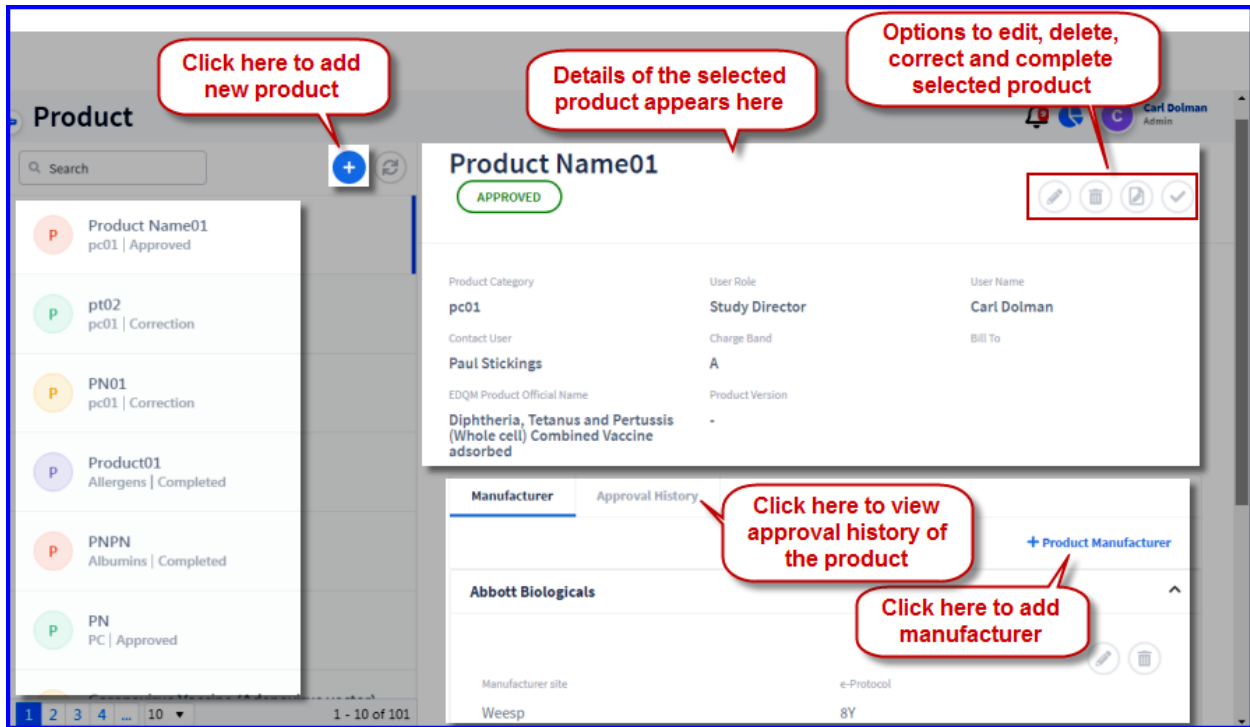 Click here to add
new product
Details of the selected
product appears here
Options to edit, delete,
correct and complete
selected product
Product
C
Carl Dolman
Admin
Search
+
Product Name01
APPROVED
P
Product Name01
pc01 | Approved
P
pt02
pc01 | Correction
P
PN01
pc01 | Correction
P
Product01
Allergens | Completed
P
PNPN
Albumins | Completed
P
PN
PC | Approved
1 2 3 4 ... 10
1 - 10 of 101
Product Category
User Role
User Name
pc01
Study Director
Carl Dolman
Contact User
Charge Band
Bill To
Paul Stickings
A
EDQM Product Official Name
Product Version
Diphtheria, Tetanus and Pertussis
(Whole cell) Combined Vaccine
adsorbed
-
Manufacturer
Approval History
Click here to view
approval history of
the product
+ Product Manufacturer
Abbott Biologicals
Click here to add
manufacturer
Manufacturer site
e-Protocol
Weesp
8Y